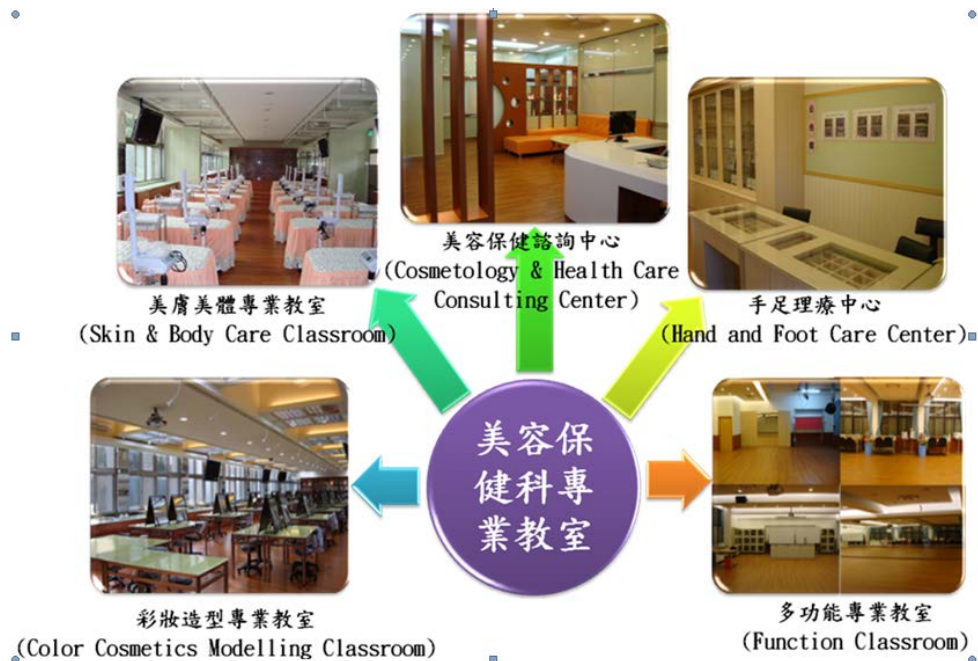 美容保健諮詢中心
(Cosmetology & Health Care
Consulting Center)
美膚美體專業教室
(Skin & Body Care Classroom)
手足理療中心
(Hand and Foot Care Center)
美容保
健科專
業教室
彩妝造型專業教室
(Color Cosmetics Modelling Classroom)
多功能專業教室
(Function Classroom)